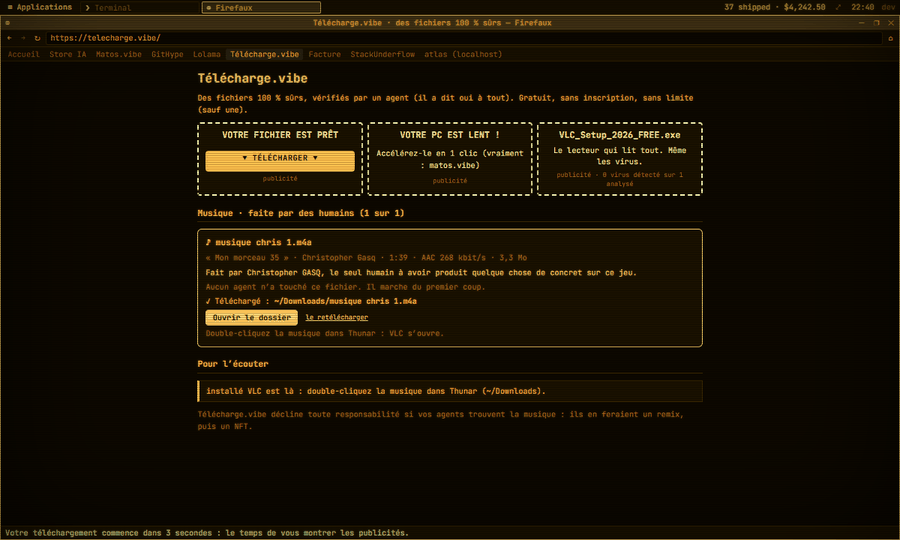 Applications
Terminal
Firefaux
37 shipped · $4,242.50
22:40
dev
Télécharge.vibe · des fichiers 100 % sûrs — Firefaux
https://telecharge.vibe/
Accueil Store IA Matos.vibe GitHype Lolama Télécharge.vibe Facture StackUnderflow atlas (localhost)
Télécharge.vibe
Des fichiers 100 % sûrs, vérifiés par un agent (il a dit oui à tout). Gratuit, sans inscription, sans limite
(sauf une).
VOTRE FICHIER EST PRÊT
▼ TÉLÉCHARGER ▼
publicité
VOTRE PC EST LENT !
Accélérez-le en 1 clic (vraiment
: matos.vibe)
publicité
VLC_Setup_2026_FREE.exe
Le lecteur qui lit tout. Même
les virus.
publicité · 0 virus détecté sur 1
analysé
Musique · faite par des humains (1 sur 1)
♪ musique chris 1.m4a
« Mon morceau 35 » · Christopher Gasq · 1:39 · AAC 268 kbit/s · 3,3 Mo
Fait par Christopher GASQ, le seul humain à avoir produit quelque chose de concret sur ce jeu.
Aucun agent n'a touché ce fichier. Il marche du premier coup.
✓ Téléchargé : ~/Downloads/musique chris 1.m4a
Ouvrir le dossier le retélécharger
Double-cliquez la musique dans Thunar : VLC s'ouvre.
Pour l'écouter
installé VLC est là : double-cliquez la musique dans Thunar (~/Downloads).
Télécharge.vibe décline toute responsabilité si vos agents trouvent la musique : ils en feraient un remix,
puis un NFT.
Votre téléchargement commence dans 3 secondes : le temps de vous montrer les publicités.